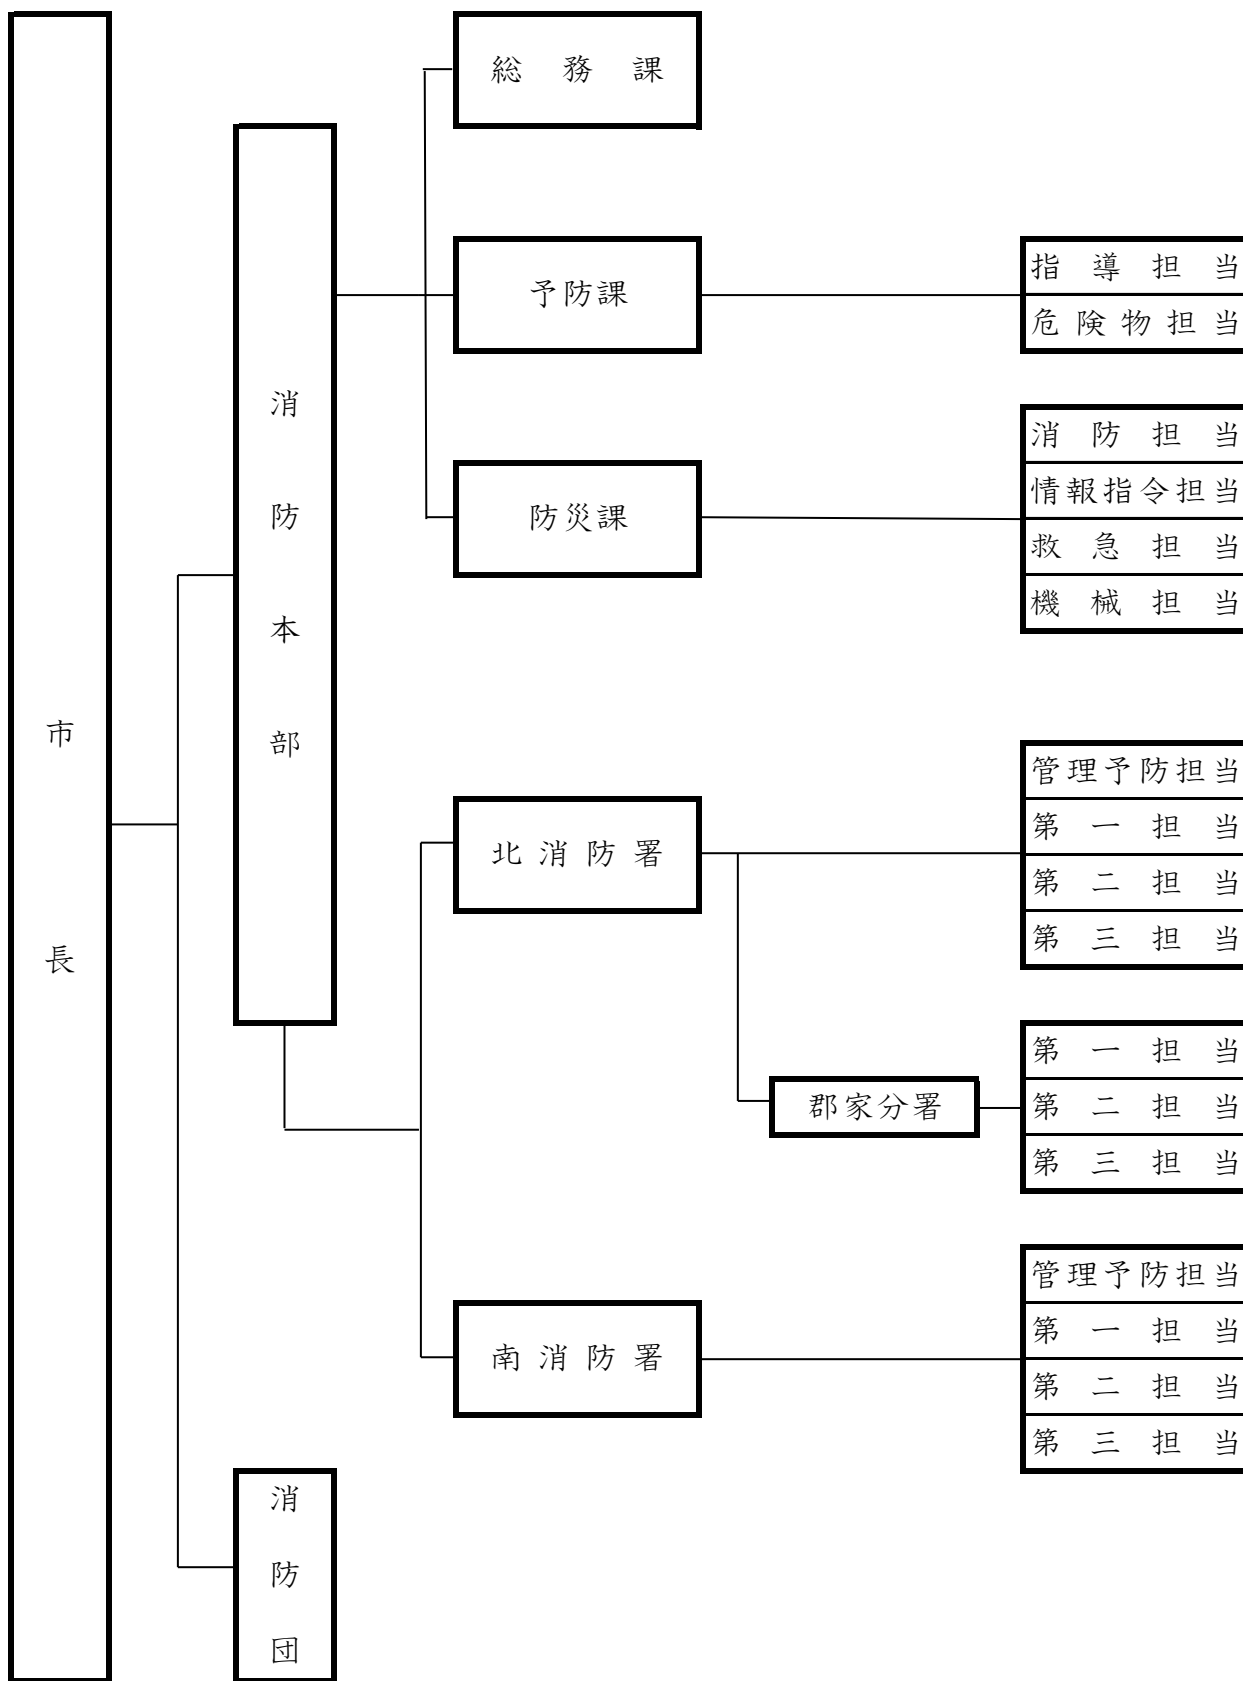 市長
消防本部
総務課
予防課
指導担当
危険物担当
防災課
消防担当
情報指令担当
救急担当
機械担当
北消防署
管理予防担当
第一担当
第二担当
第三担当
郡家分署
第一担当
第二担当
第三担当
南消防署
管理予防担当
第一担当
第二担当
第三担当
消防団